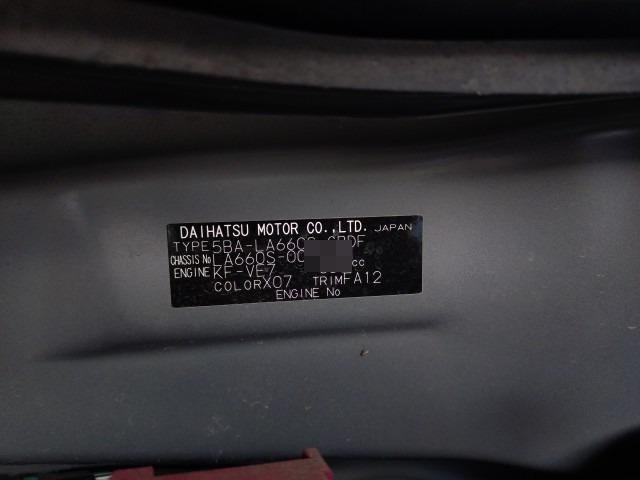 DAIHATSU MOTOR CO.,LTD. JAPAN
TYPE 5BA-LA660S-GBDF
CHASSIS No LA660S-00
ENGINE KF-VE7 cc
COLOR X07 TRIM FA12
ENGINE No